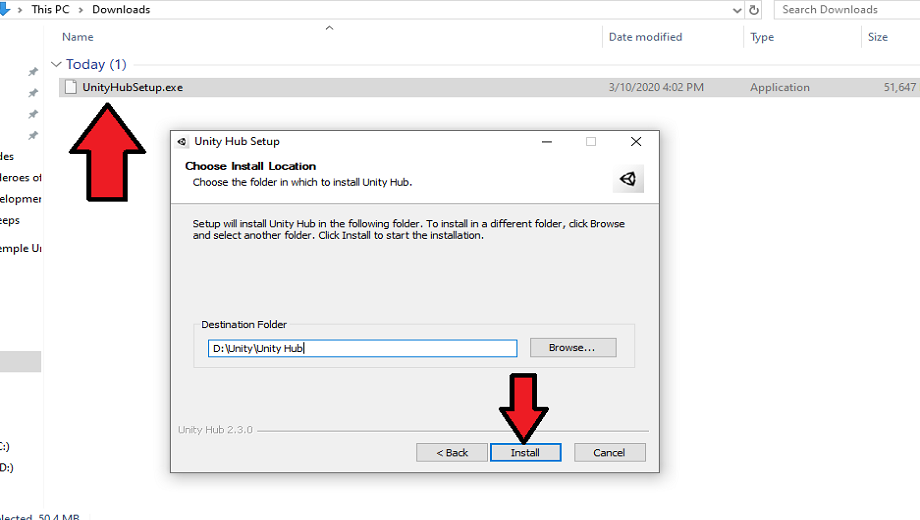 This PC > Downloads
Search Downloads
Name
Date modified
Type
Size
Today (1)
UnityHubSetup.exe
3/10/2020 4:02 PM
Application
51,647
Unity Hub Setup
Choose Install Location
Choose the folder in which to install Unity Hub.
Setup will install Unity Hub in the following folder. To install in a different folder, click Browse
and select another folder. Click Install to start the installation.
Destination Folder
D:\Unity\Unity Hub
Browse...
Unity Hub 2.3.0
< Back
Install
Cancel
des
eroes of
elopmen
eeps
emple Un
C:)
D:)
elected 50.4 MB